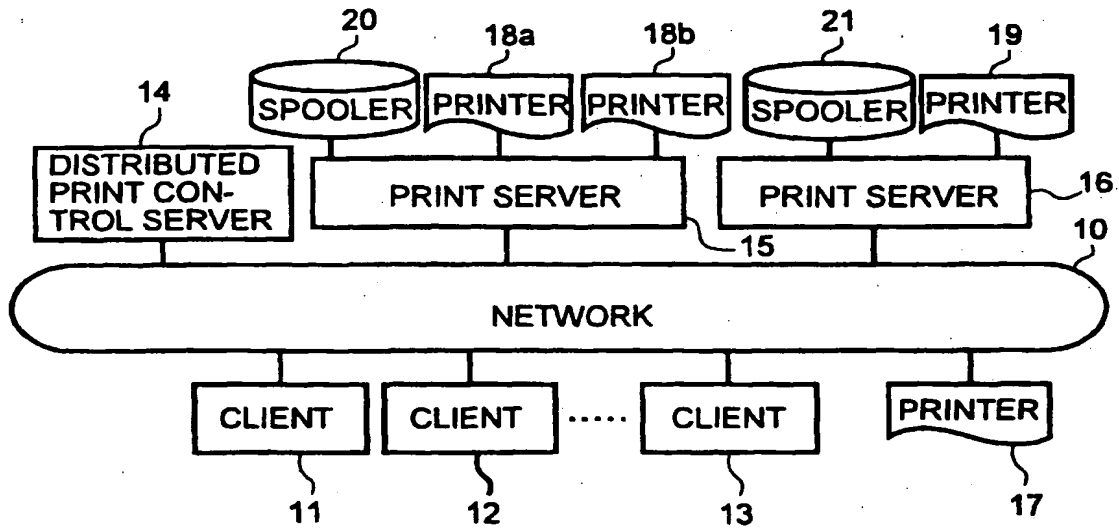 20
18a
18b
21
19
14
SPOOLER
PRINTER
PRINTER
SPOOLER
PRINTER
DISTRIBUTED
PRINT CON-
TROL SERVER
PRINT SERVER
PRINT SERVER
16
15
10
NETWORK
CLIENT
CLIENT
.....
CLIENT
PRINTER
11
12
13
17